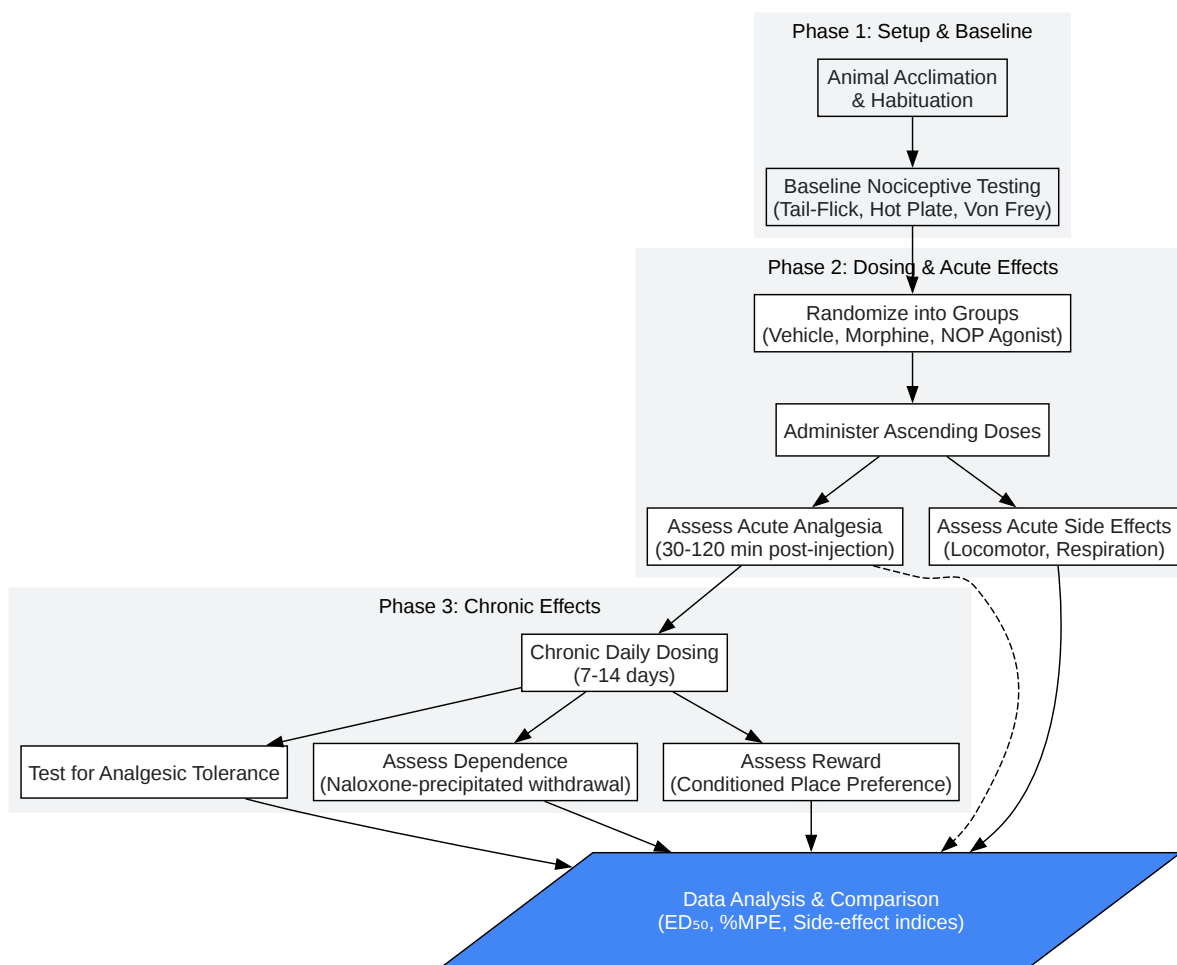 Phase 1: Setup & Baseline
Animal Acclimation
& Habituation
Baseline Nociceptive Testing
(Tail-Flick, Hot Plate, Von Frey)
Phase 2: Dosing & Acute Effects
Randomize into Groups
(Vehicle, Morphine, NOP Agonist)
Administer Ascending Doses
Assess Acute Analgesia
(30-120 min post-injection)
Assess Acute Side Effects
(Locomotor, Respiration)
Phase 3: Chronic Effects
Chronic Daily Dosing
(7-14 days)
Test for Analgesic Tolerance
Assess Dependence
(Naloxone-precipitated withdrawal)
Assess Reward
(Conditioned Place Preference)
Data Analysis & Comparison
(ED₅₀, %MPE, Side-effect indices)